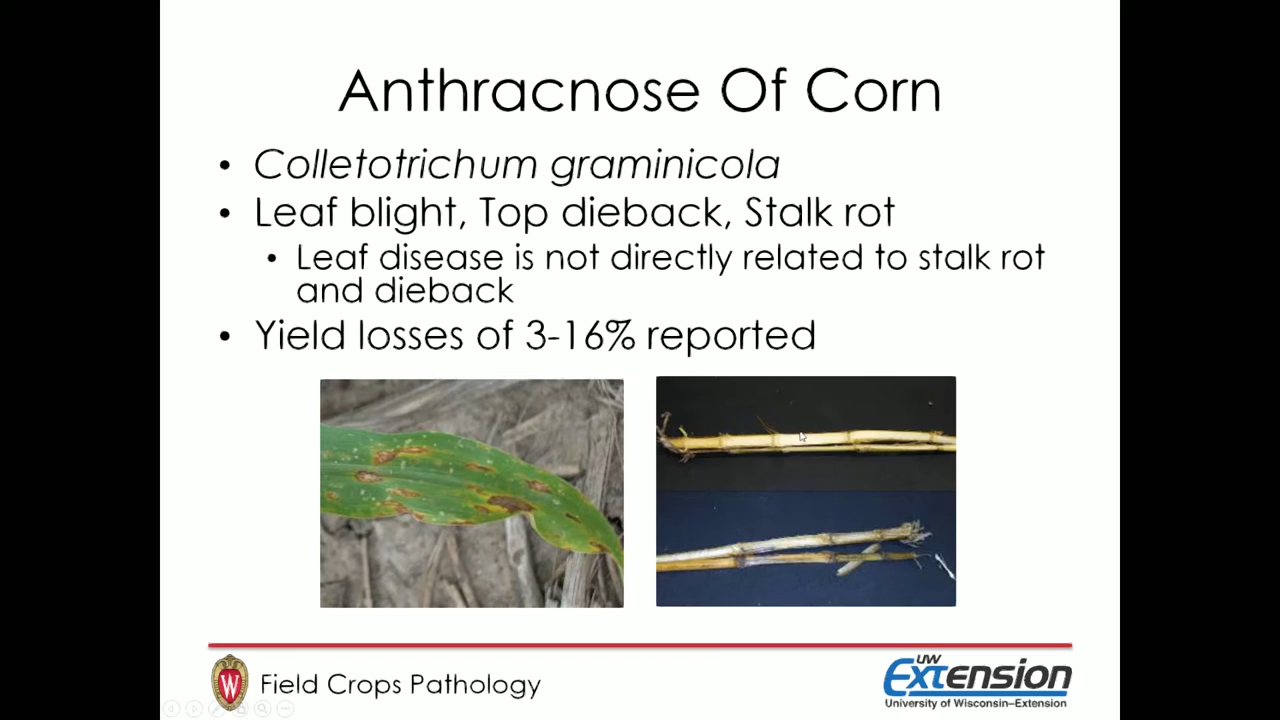 Anthracnose Of Corn
• Colletotrichum graminicola
• Leaf blight, Top dieback, Stalk rot
• Leaf disease is not directly related to stalk rot
and dieback
• Yield losses of 3-16% reported
W
Field Crops Pathology
UW
Extension
University of Wisconsin–Extension